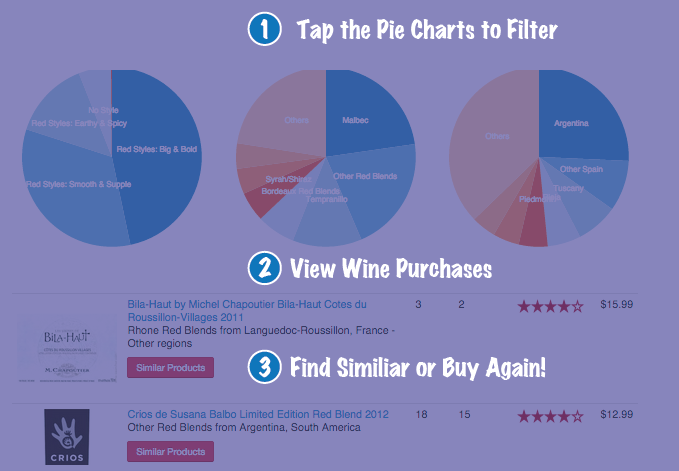 1 Tap the Pie Charts to Filter
No Style
Red Styles: Earthy & Spicy
Red Styles: Big & Bold
Red Styles: Smooth & Supple
Others
Malbec
Syrah/Shiraz
Other Red Blends
Bordeaux Red Blends
Tempranillo
Others
Argentina
Other Spain
Tuscany
2 View Wine Purchases
Bila-Haut by Michel Chapoutier Bila-Haut Cotes du
Roussillon-Villages 2011
3 2 $15.99
Rhone Red Blends from Languedoc-Roussillon, France -
Other regions
BILA-HAUT
M. CHAPOUTIER
Similar Products
3 Find Similiar or Buy Again!
Crios de Susana Balbo Limited Edition Red Blend 2012
18 15 $12.99
Other Red Blends from Argentina, South America
CRIOS
Similar Products